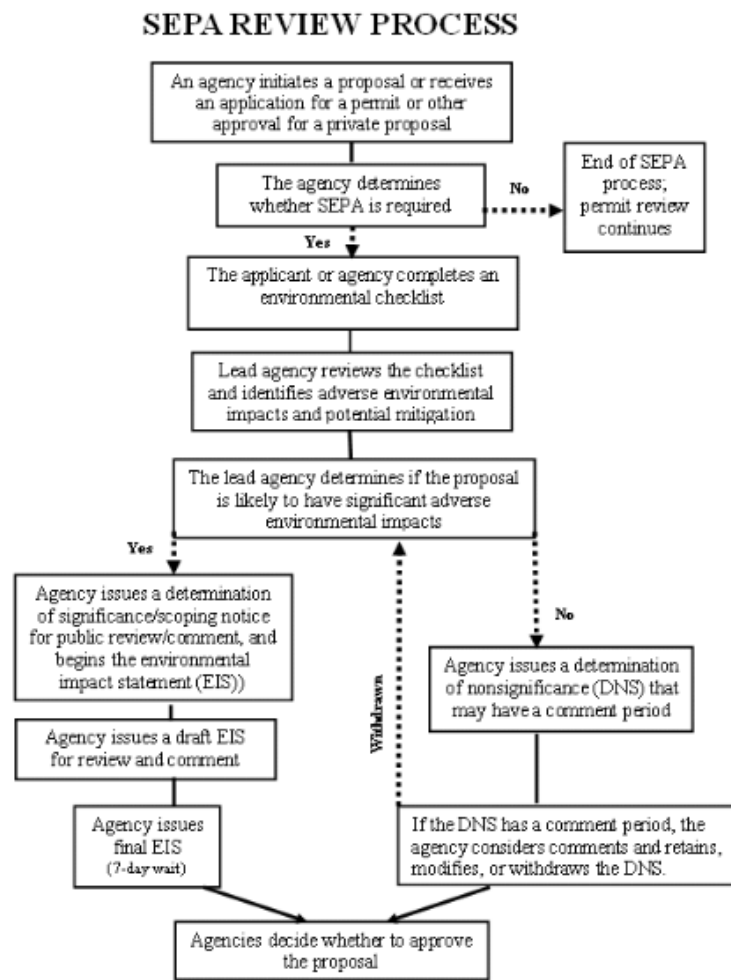 SEPA REVIEW PROCESS
An agency initiates a proposal or receives
an application for a permit or other
approval for a private proposal
The agency determines
whether SEPA is required
No
End of SEPA
process;
permit review
continues
Yes
The applicant or agency completes an
environmental checklist
Lead agency reviews the checklist
and identifies adverse environmental
impacts and potential mitigation
The lead agency determines if the proposal
is likely to have significant adverse
environmental impacts
Yes
Agency issues a determination
of significance/scoping notice
for public review/comment, and
begins the environmental
impact statement (EIS))
No
Agency issues a determination
of nonsignificance (DNS) that
may have a comment period
Withdrawn
Agency issues a draft EIS
for review and comment
Agency issues
final EIS
(7-day wait)
If the DNS has a comment period, the
agency considers comments and retains,
modifies, or withdraws the DNS.
Agencies decide whether to approve
the proposal